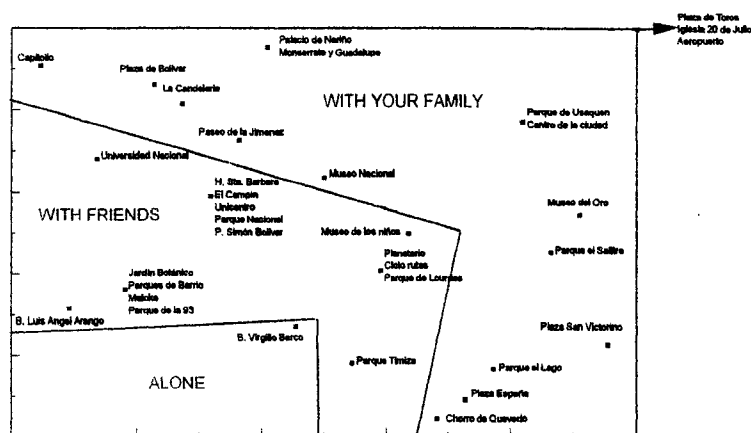 Plaza de Toros
Iglesia 20 de Julio
Aeropuerto
Palacio de Nariño
Monserrate y Guadalupe
Capitolio
Plaza de Bolivar
La Candelaria
WITH YOUR FAMILY
Parque de Usaquen
Centro de la ciudad
Paseo de la Jimenez
Universidad Nacional
Museo Nacional
H. Sta. Barbara
El Campin
Unicentro
Parque Nacional
P. Simón Bolivar
WITH FRIENDS
Museo del Oro
Museo de los niños
Planetario
Ciclo rutas
Parque de Lourdes
Parque el Salitre
Jardin Botánico
Parques de Barrio
Maloka
Parque de la 93
B. Luis Angel Arango
B. Virgilio Barco
Plaza San Victorino
Parque Timiza
Parque el Lago
ALONE
Plaza España
Chorro de Quevedo